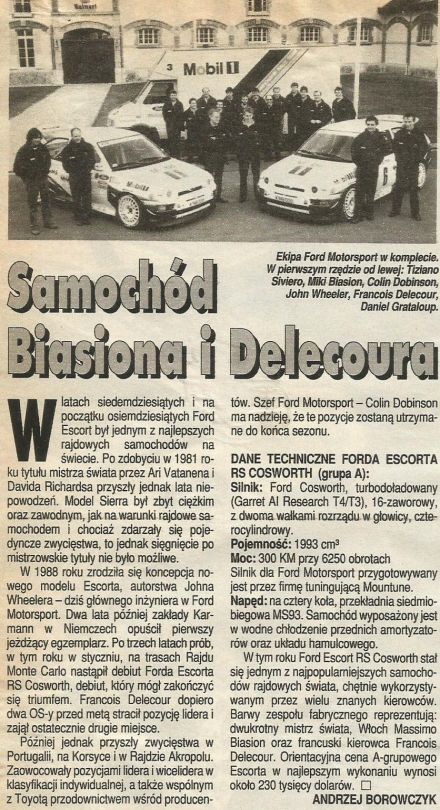 Mobil 1
3
Mobil 1
Ekipa Ford Motorsport w komplecie.
W pierwszym rzędzie od lewej: Tiziano
Siviero, Miki Biasion, Colin Dobinson,
John Wheeler, Francois Delecour,
Daniel Grataloup.
Samochód
Biasiona i Delecoura
W latach siedemdziesiątych i na
początku osiemdziesiątych Ford
Escort był jednym z najlepszych
rajdowych samochodów na
świecie. Po zdobyciu w 1981 ro-
ku tytułu mistrza świata przez Ari Vatanena i
Davida Richardsa przyszły jednak lata nie-
powodzeń. Model Sierra był zbyt ciężkim
oraz zawodnym, jak na warunki rajdowe sa-
mochodem i chociaż zdarzały się poje-
dyncze zwycięstwa, to jednak sięgnięcie po
mistrzowskie tytuły nie było możliwe.
W 1988 roku zrodziła się koncepcja no-
wego modelu Escorta, autorstwa Johna
Wheelera – dziś głównego inżyniera w Ford
Motorsport. Dwa lata później zakłady Kar-
mann w Niemczech opuścił pierwszy
jeżdżący egzemplarz. Po trzech latach prób,
w tym roku w styczniu, na trasach Rajdu
Monte Carlo nastąpił debiut Forda Escorta
RS Cosworth, debiut, który mógł zakończyć
się triumfem. Francois Delecour dopiero
dwa OS-y przed metą stracił pozycję lidera i
zajął ostatecznie drugie miejsce.
Później jednak przyszły zwycięstwa w
Portugalii, na Korsyce i w Rajdzie Akropolu.
Zaowocowały pozycjami lidera i wicelidera w
klasyfikacji indywidualnej, a także wspólnym
z Toyotą przodownictwem wśród producen-
tów. Szef Ford Motorsport – Colin Dobinson
ma nadzieję, że te pozycje zostaną utrzyma-
ne do końca sezonu.
DANE TECHNICZNE FORDA ESCORTA
RS COSWORTH (grupa A):
Silnik: Ford Cosworth, turbodoładowany
(Garret AI Research T4/T3), 16-zaworowy,
z dwoma wałkami rozrządu w głowicy, czte-
rocylindrowy.
Pojemność: 1993 cm³
Moc: 300 KM przy 6250 obrotach
Silnik dla Ford Motorsport przygotowywany
jest przez firmę tuningującą Mountune.
Napęd: na cztery koła, przekładnia siedmio-
biegowa MS93. Samochód wyposażony jest
w wodne chłodzenie przednich amortyzato-
rów oraz układu hamulcowego.
W tym roku Ford Escort RS Cosworth stał
się jednym z najpopularniejszych samocho-
dów rajdowych świata, chętnie wykorzysty-
wanym przez wielu znanych kierowców.
Barwy zespołu fabrycznego reprezentują:
dwukrotny mistrz świata, Włoch Massimo
Biasion oraz francuski kierowca Francois
Delecour. Orientacyjna cena A-grupowego
Escorta w najlepszym wykonaniu wynosi
około 230 tysięcy dolarów. □
ANDRZEJ BOROWCZYK